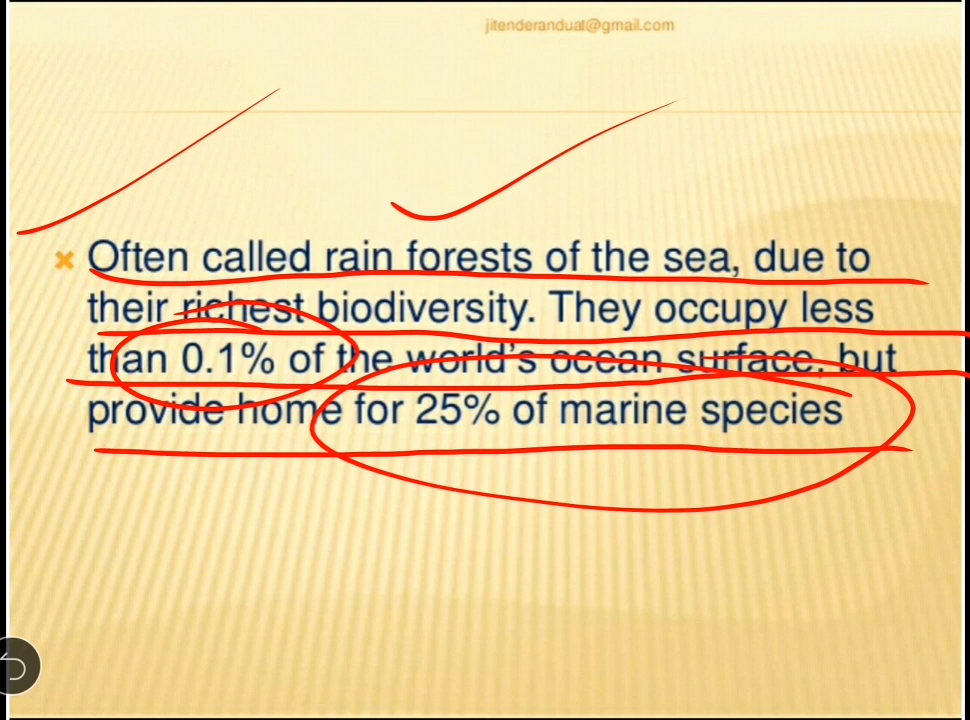 jitenderanduat@gmail.com
Often called rain forests of the sea, due to
their richest biodiversity. They occupy less
than 0.1% of the world's ocean surface, but
provide home for 25% of marine species